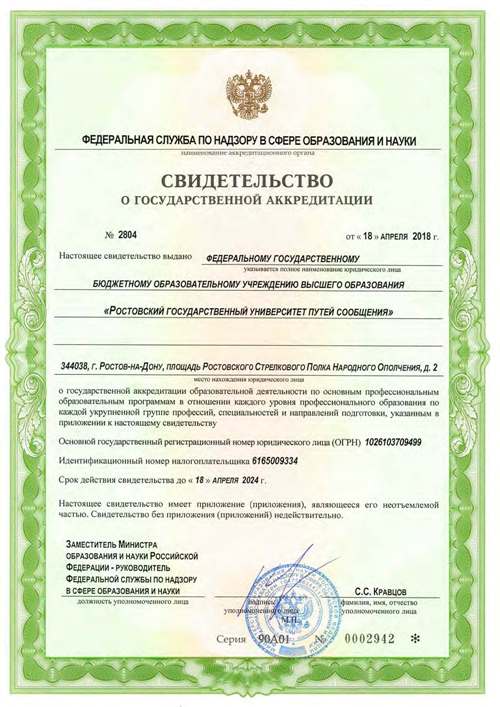 ФЕДЕРАЛЬНАЯ СЛУЖБА ПО НАДЗОРУ В СФЕРЕ ОБРАЗОВАНИЯ И НАУКИ
наименование аккредитационного органа
СВИДЕТЕЛЬСТВО
О ГОСУДАРСТВЕННОЙ АККРЕДИТАЦИИ
№ 2804 от « 18 » АПРЕЛЯ 2018 г.
Настоящее свидетельство выдано ФЕДЕРАЛЬНОМУ ГОСУДАРСТВЕННОМУ
указывается полное наименование юридического лица
БЮДЖЕТНОМУ ОБРАЗОВАТЕЛЬНОМУ УЧРЕЖДЕНИЮ ВЫСШЕГО ОБРАЗОВАНИЯ
«РОСТОВСКИЙ ГОСУДАРСТВЕННЫЙ УНИВЕРСИТЕТ ПУТЕЙ СООБЩЕНИЯ»
344038, г. РОСТОВ-НА-ДОНУ, ПЛОЩАДЬ РОСТОВСКОГО СТРЕЛКОВОГО ПОЛКА НАРОДНОГО ОПОЛЧЕНИЯ, Д. 2
место нахождения юридического лица
о государственной аккредитации образовательной деятельности по основным профессиональным
образовательным программам в отношении каждого уровня профессионального образования по
каждой укрупненной группе профессий, специальностей и направлений подготовки, указанным в
приложении к настоящему свидетельству
Основной государственный регистрационный номер юридического лица (ОГРН) 1026103709499
Идентификационный номер налогоплательщика 6165009334
Срок действия свидетельства до « 18 » АПРЕЛЯ 2024 г.
Настоящее свидетельство имеет приложение (приложения), являющееся его неотъемлемой
частью. Свидетельство без приложения (приложений) недействительно.
ЗАМЕСТИТЕЛЬ МИНИСТРА
ОБРАЗОВАНИЯ И НАУКИ РОССИЙСКОЙ
ФЕДЕРАЦИИ - РУКОВОДИТЕЛЬ
ФЕДЕРАЛЬНОЙ СЛУЖБЫ ПО НАДЗОРУ
В СФЕРЕ ОБРАЗОВАНИЯ И НАУКИ С.С. КРАВЦОВ
должность уполномоченного лица подпись уполномоченного лица фамилия, имя, отчество уполномоченного лица
М.П.
Серия 90А01 № 0002942 *